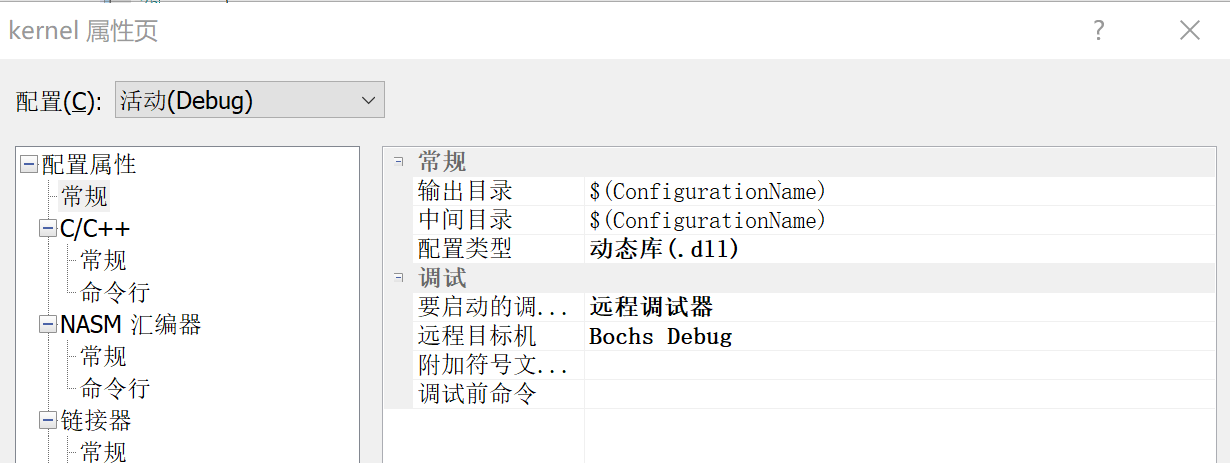 kernel 属性页
配置(C): 活动(Debug)
配置属性
常规
C/C++
常规
命令行
NASM 汇编器
常规
命令行
链接器
常规
常规
输出目录 $(ConfigurationName)
中间目录 $(ConfigurationName)
配置类型 动态库(.dll)
调试
要启动的调... 远程调试器
远程目标机 Bochs Debug
附加符号文...
调试前命令